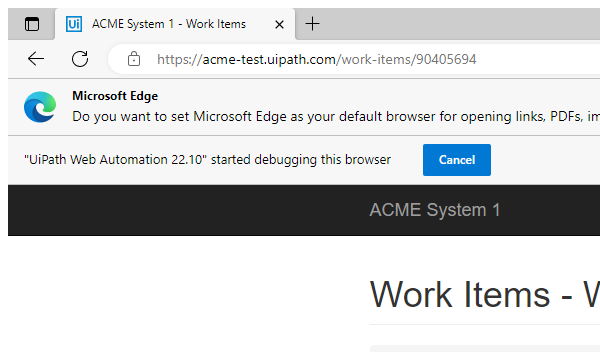 Ui ACME System 1 - Work Items
https://acme-test.uipath.com/work-items/90405694
Microsoft Edge
Do you want to set Microsoft Edge as your default browser for opening links, PDFs, im
"UiPath Web Automation 22.10" started debugging this browser
Cancel
ACME System 1
Work Items - W